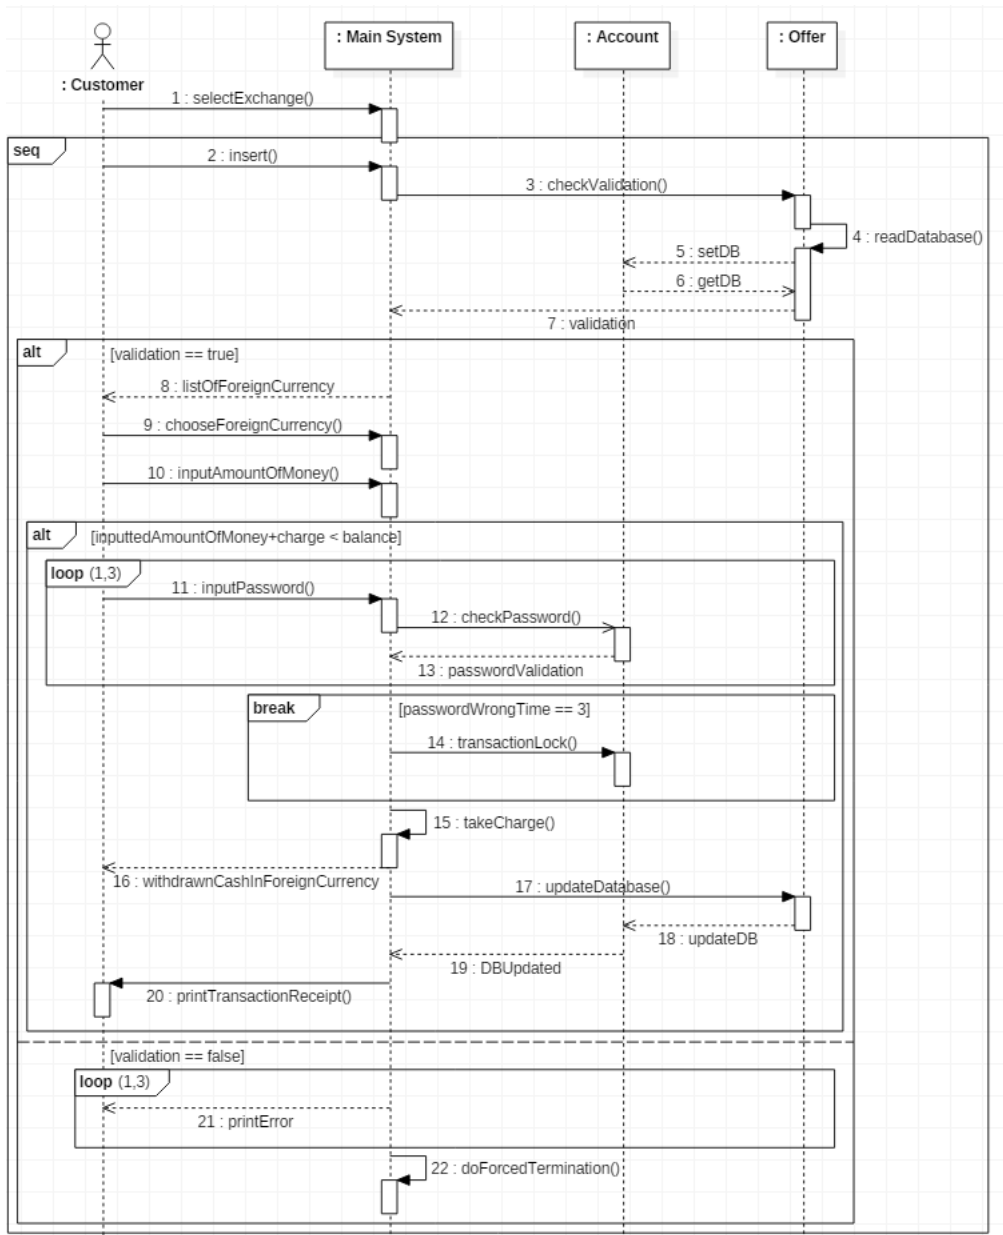 : Customer
: Main System
: Account
: Offer
1 : selectExchange()
seq
2 : insert()
3 : checkValidation()
4 : readDatabase()
5 : setDB
6 : getDB
7 : validation
alt
[validation == true]
8 : listOfForeignCurrency
9 : chooseForeignCurrency()
10 : inputAmountOfMoney()
alt
[inputtedAmountOfMoney+charge < balance]
loop (1,3)
11 : inputPassword()
12 : checkPassword()
13 : passwordValidation
break
[passwordWrongTime == 3]
14 : transactionLock()
15 : takeCharge()
16 : withdrawnCashInForeignCurrency
17 : updateDatabase()
18 : updateDB
19 : DBUpdated
20 : printTransactionReceipt()
[validation == false]
loop (1,3)
21 : printError
22 : doForcedTermination()